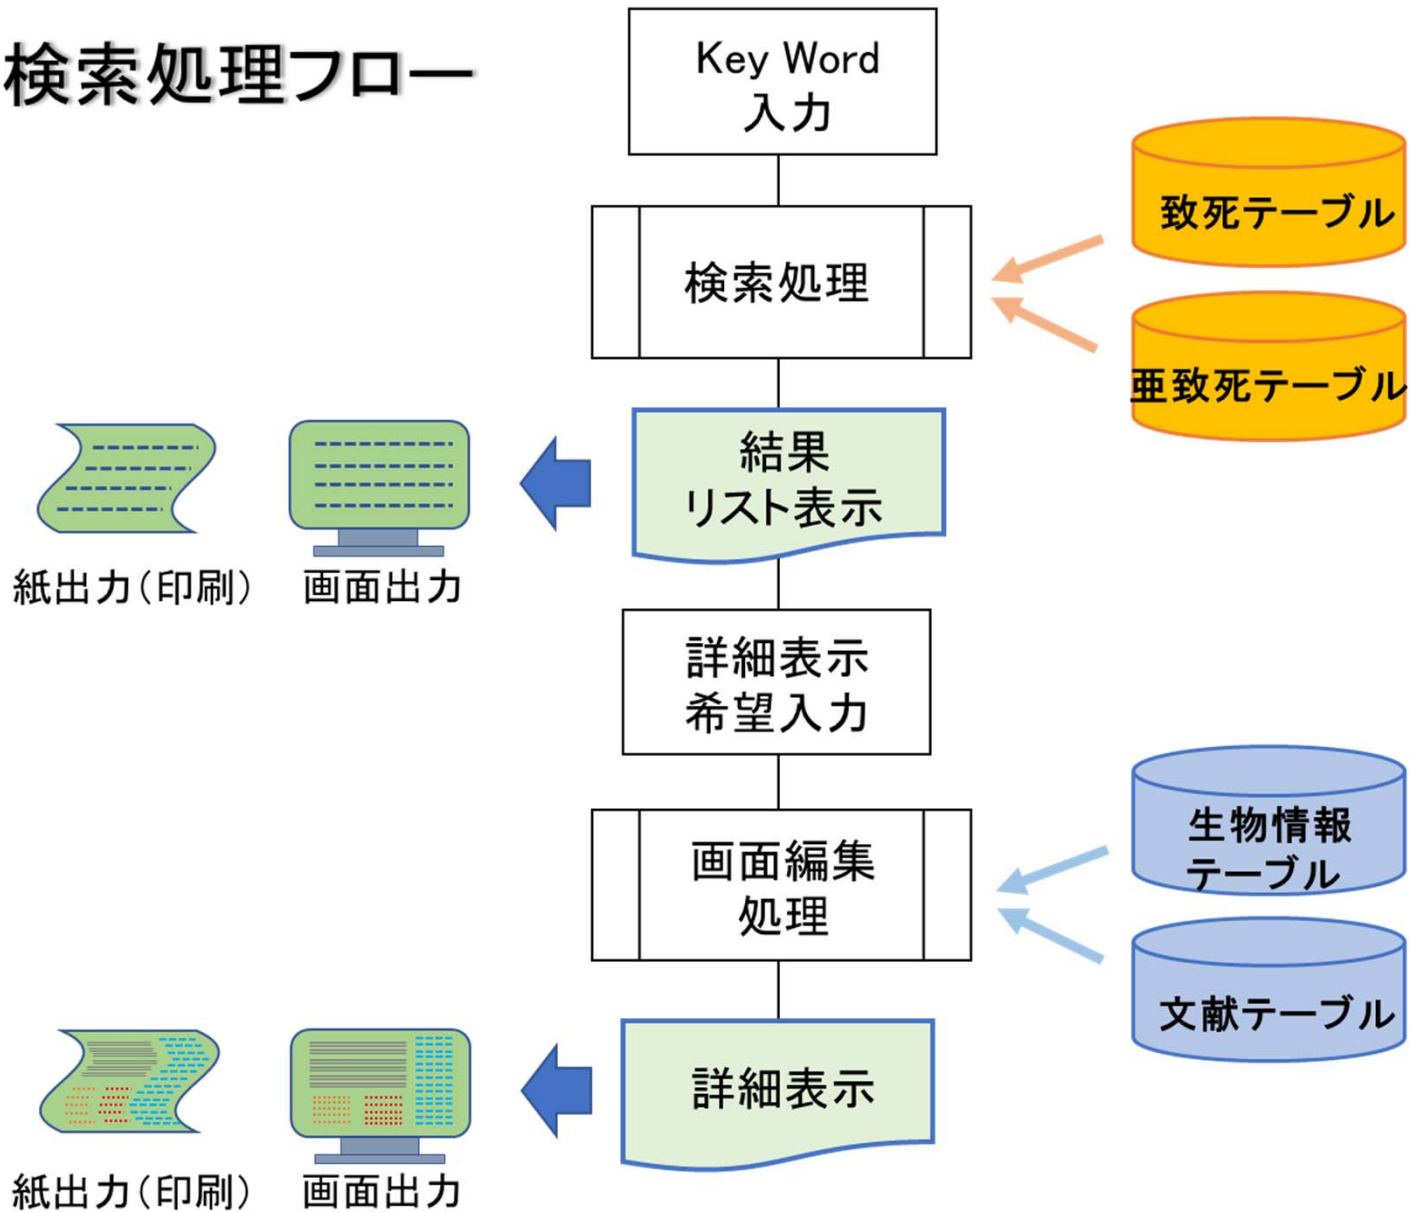 検索処理フロー
Key Word
入力
致死テーブル
検索処理
亜致死テーブル
結果
リスト表示
紙出力（印刷）
画面出力
詳細表示
希望入力
生物情報
テーブル
画面編集
処理
文献テーブル
詳細表示
紙出力（印刷）
画面出力